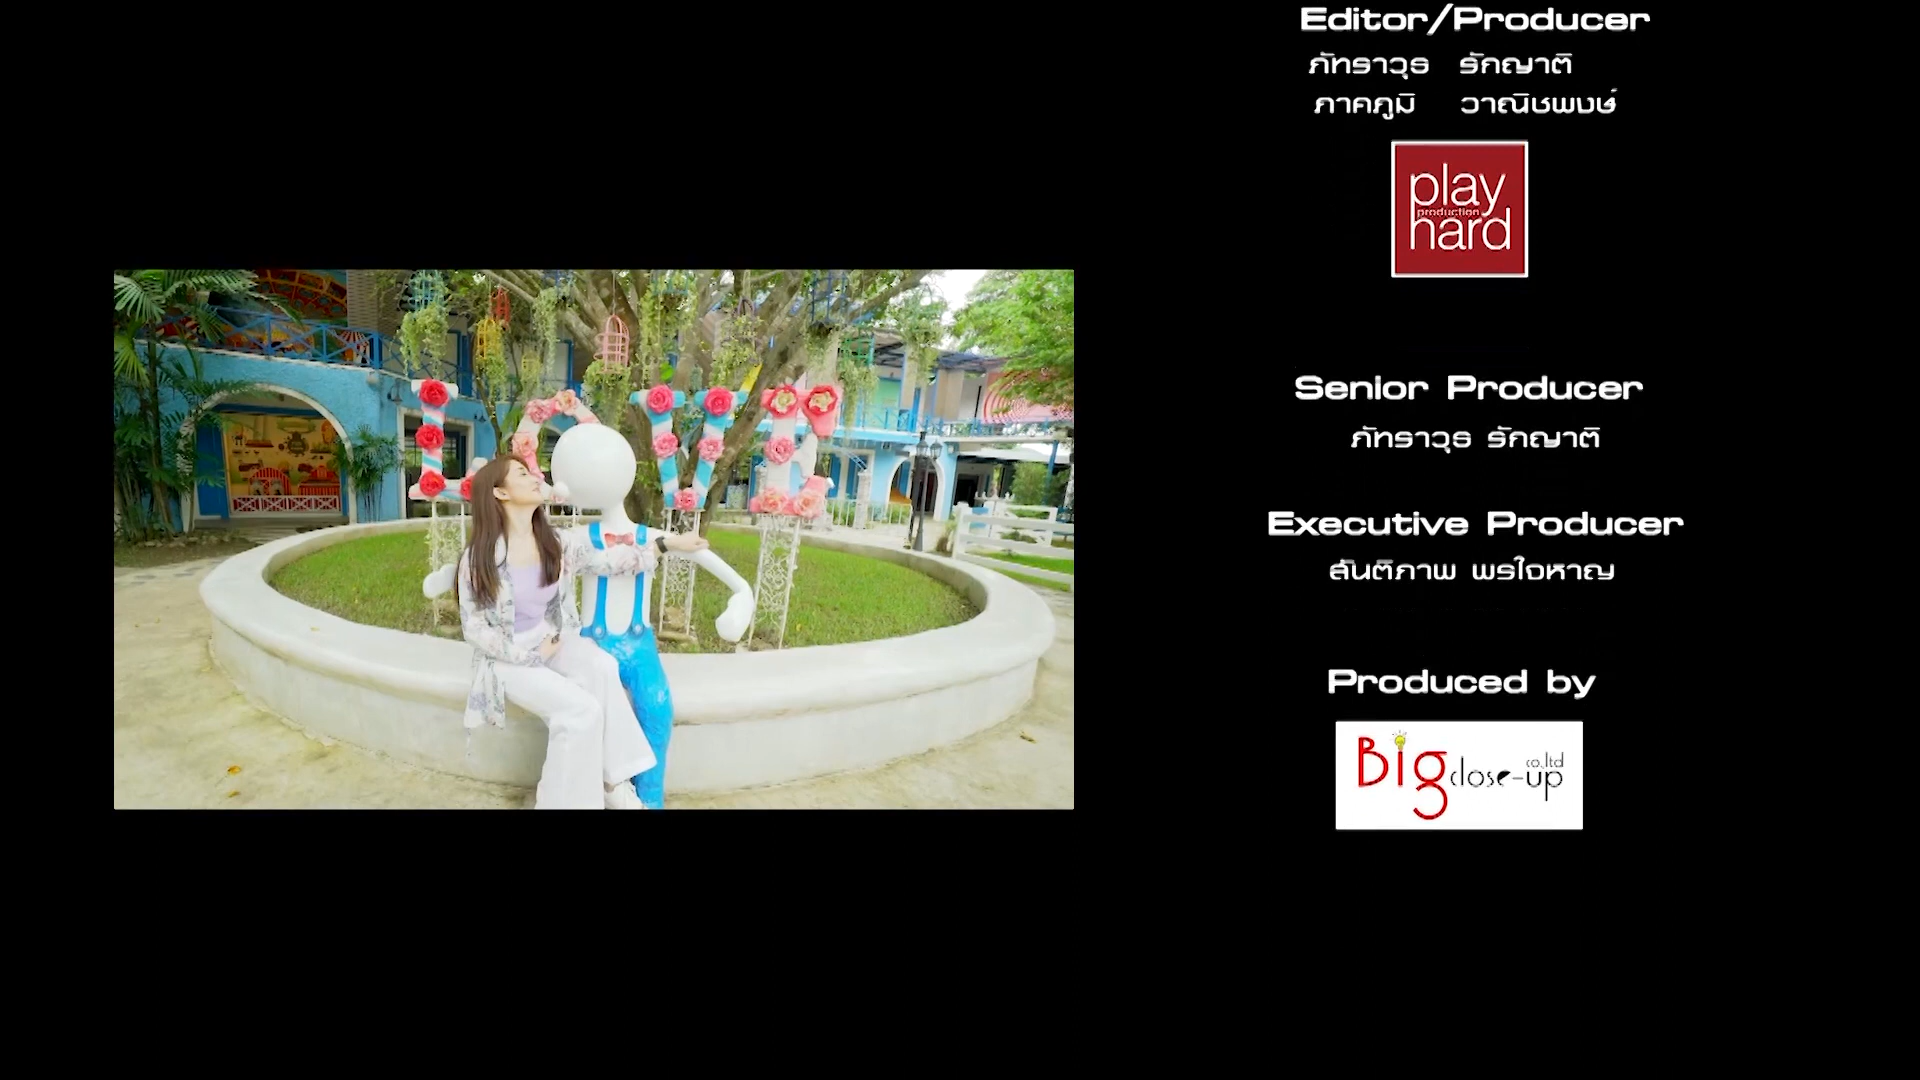 LOVE
Editor/Producer
ภัทราวุธ รักญาติ
ภาคภูมิ วาณิชพงษ์
play
production
hard
Senior Producer
ภัทราวุธ รักญาติ
Executive Producer
สันติภาพ พรใจหาญ
Produced by
Big close-up co.,ltd